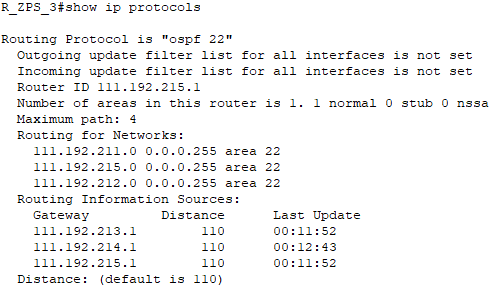 R_ZPS_3#show ip protocols

Routing Protocol is "ospf 22"
  Outgoing update filter list for all interfaces is not set
  Incoming update filter list for all interfaces is not set
  Router ID 111.192.215.1
  Number of areas in this router is 1. 1 normal 0 stub 0 nssa
  Maximum path: 4
  Routing for Networks:
    111.192.211.0 0.0.0.255 area 22
    111.192.215.0 0.0.0.255 area 22
    111.192.212.0 0.0.0.255 area 22
  Routing Information Sources:
    Gateway         Distance      Last Update
    111.192.213.1        110      00:11:52
    111.192.214.1        110      00:12:43
    111.192.215.1        110      00:11:52
  Distance: (default is 110)